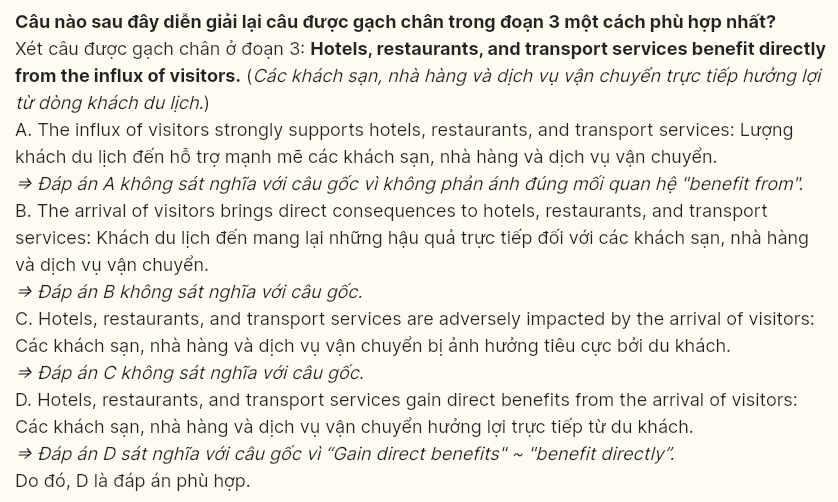 Câu nào sau đây diễn giải lại câu được gạch chân trong đoạn 3 một cách phù hợp nhất?
Xét câu được gạch chân ở đoạn 3: Hotels, restaurants, and transport services benefit directly
from the influx of visitors. (Các khách sạn, nhà hàng và dịch vụ vận chuyển trực tiếp hưởng lợi
từ dòng khách du lịch.)
A. The influx of visitors strongly supports hotels, restaurants, and transport services: Lượng
khách du lịch đến hỗ trợ mạnh mẽ các khách sạn, nhà hàng và dịch vụ vận chuyển.
⇒ Đáp án A không sát nghĩa với câu gốc vì không phản ánh đúng mối quan hệ "benefit from".
B. The arrival of visitors brings direct consequences to hotels, restaurants, and transport
services: Khách du lịch đến mang lại những hậu quả trực tiếp đối với các khách sạn, nhà hàng
và dịch vụ vận chuyển.
⇒ Đáp án B không sát nghĩa với câu gốc.
C. Hotels, restaurants, and transport services are adversely impacted by the arrival of visitors:
Các khách sạn, nhà hàng và dịch vụ vận chuyển bị ảnh hưởng tiêu cực bởi du khách.
⇒ Đáp án C không sát nghĩa với câu gốc.
D. Hotels, restaurants, and transport services gain direct benefits from the arrival of visitors:
Các khách sạn, nhà hàng và dịch vụ vận chuyển hưởng lợi trực tiếp từ du khách.
⇒ Đáp án D sát nghĩa với câu gốc vì “Gain direct benefits" ~ "benefit directly”.
Do đó, D là đáp án phù hợp.